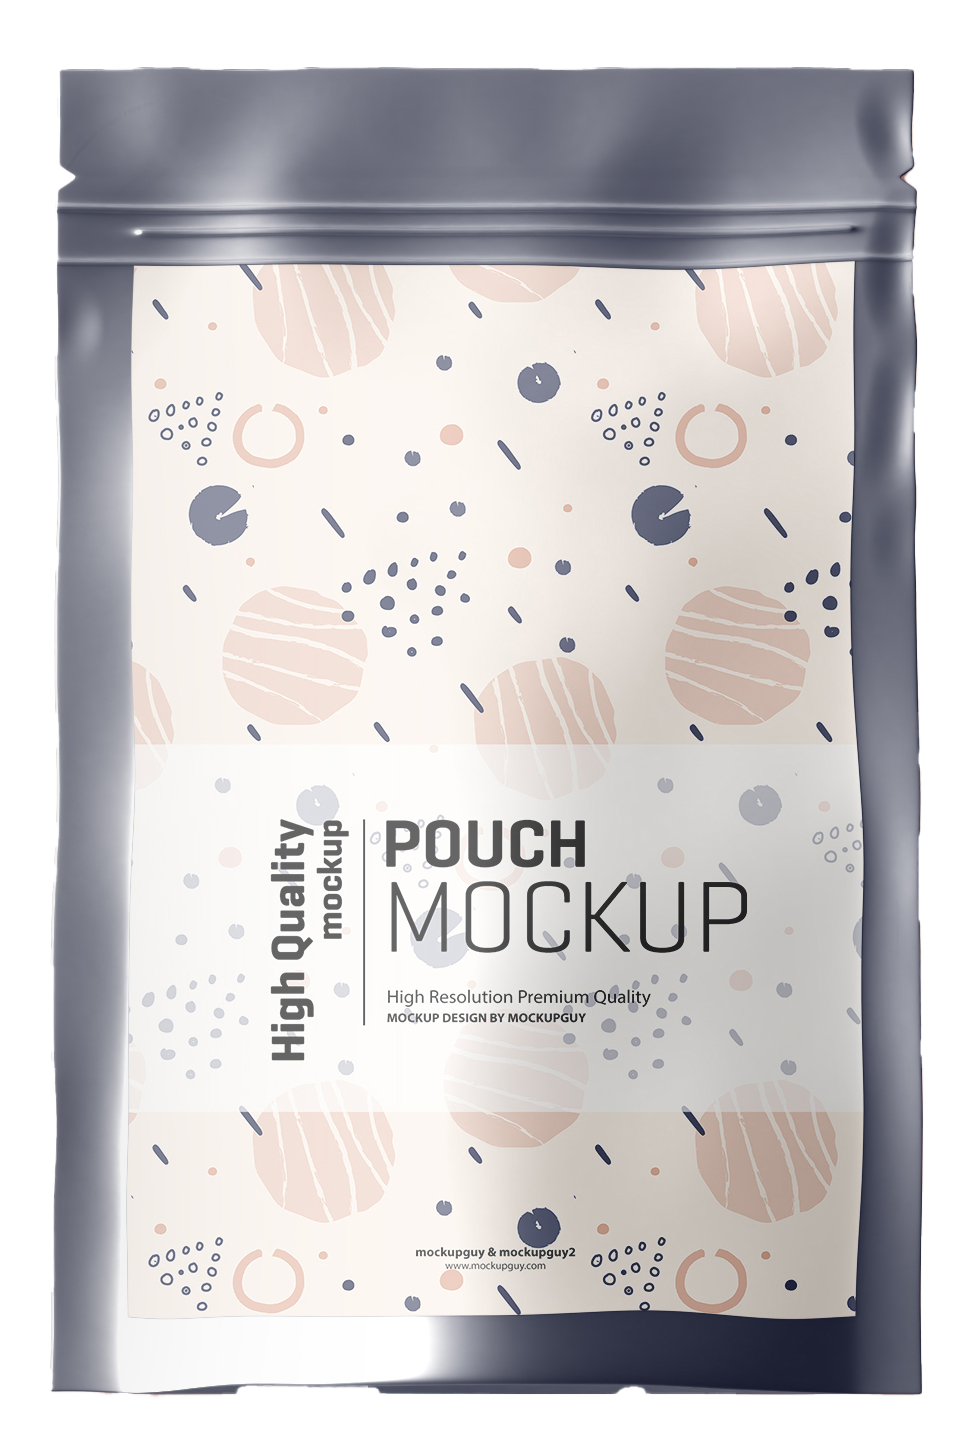 High Quality
mockup
POUCH
MOCKUP
High Resolution Premium Quality
MOCKUP DESIGN BY MOCKUPGUY
mockupguy & mockupguy2
www.mockupguy.com